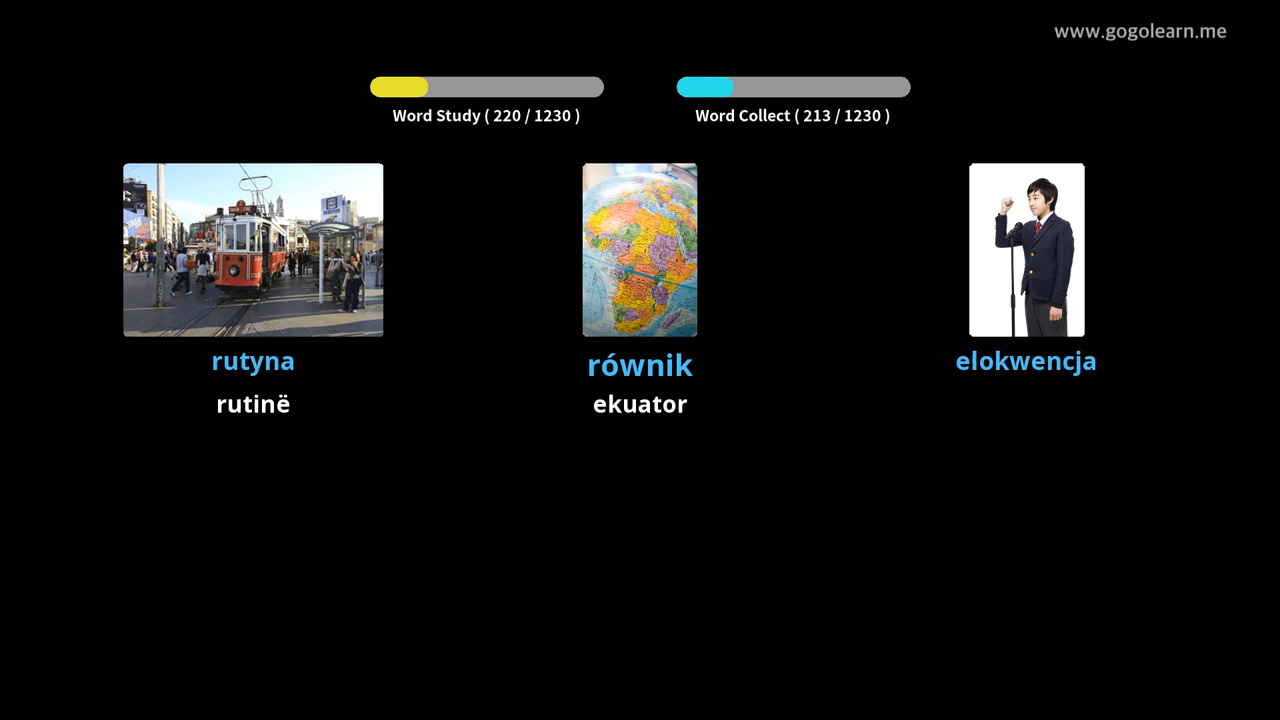 www.gogolearn.me
Word Study ( 220 / 1230 )
Word Collect ( 213 / 1230 )
rutyna
równik
elokwencja
rutinë
ekuator